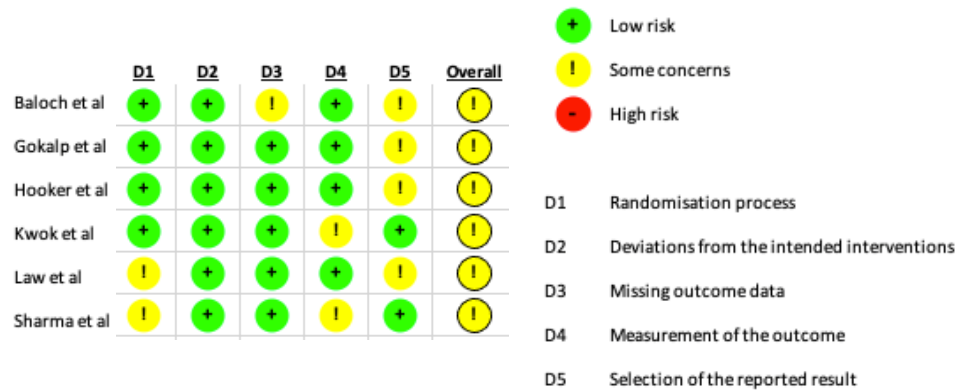 D1 D2 D3 D4 D5 Overall
Baloch et al + + ! + ! !
Gokalp et al + + + + ! !
Hooker et al + + + + ! !
Kwok et al + + + ! + !
Law et al ! + + + ! !
Sharma et al ! + + ! + !
+ Low risk
! Some concerns
- High risk
D1 Randomisation process
D2 Deviations from the intended interventions
D3 Missing outcome data
D4 Measurement of the outcome
D5 Selection of the reported result